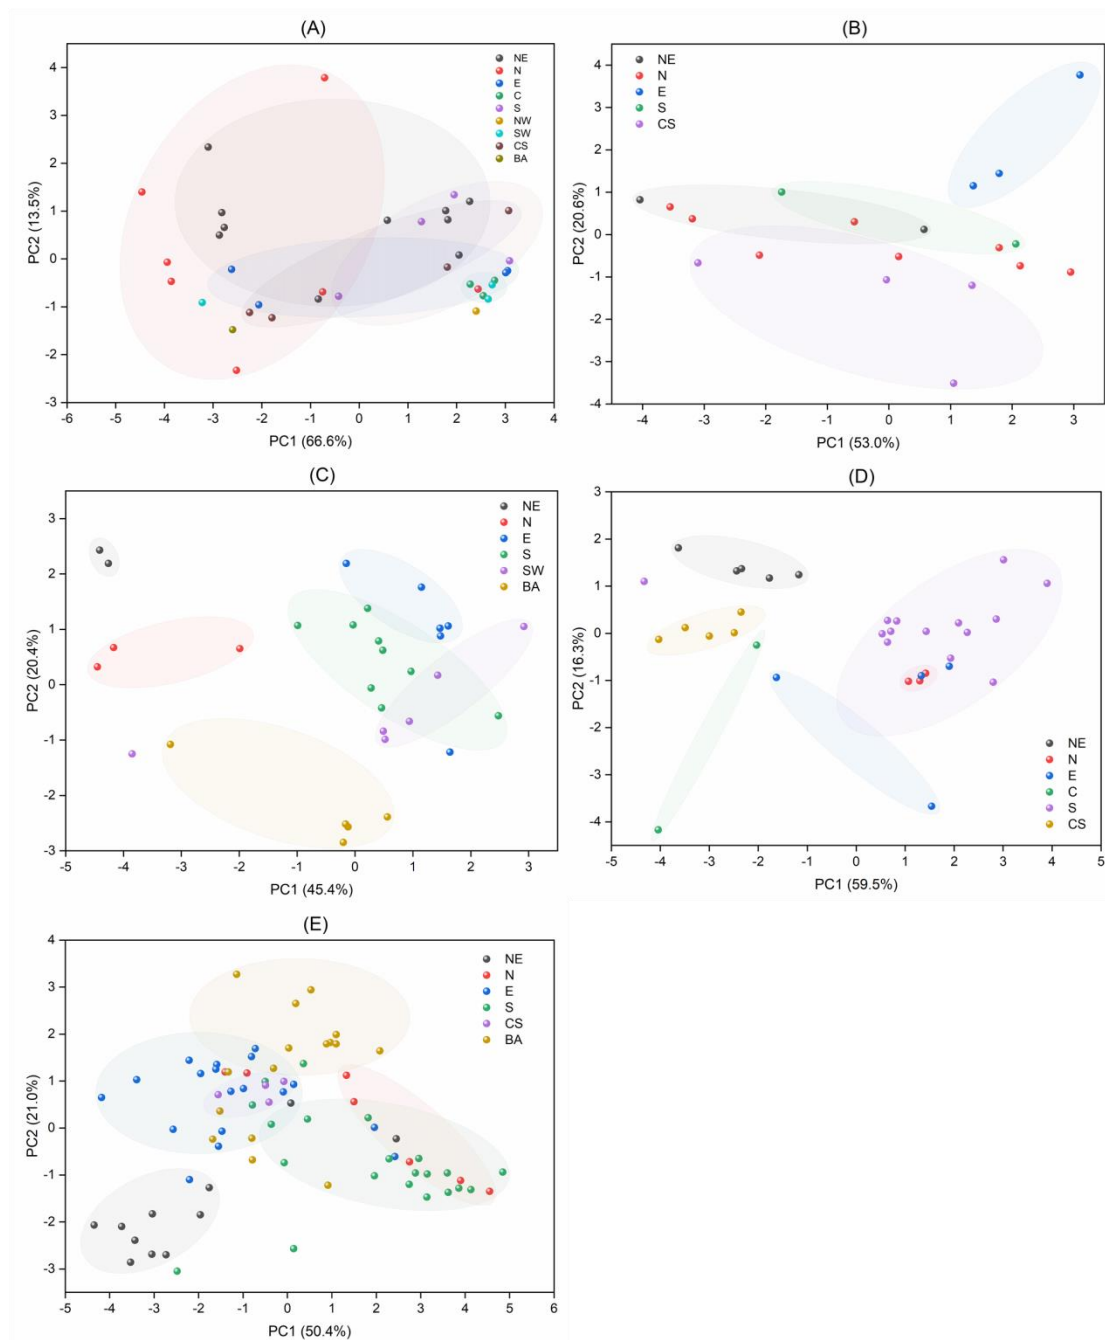 (A)
4
3
2
1
0
-1
-2
-3
PC2 (13.5%)
-6 -5 -4 -3 -2 -1 0 1 2 3 4
PC1 (66.6%)
NE
N
E
C
S
NW
SW
CS
BA
(B)
4
3
2
1
0
-1
-2
-3
-4
PC2 (20.6%)
-4 -3 -2 -1 0 1 2 3
PC1 (53.0%)
NE
N
E
S
CS
(C)
3
2
1
0
-1
-2
-3
PC2 (20.4%)
-5 -4 -3 -2 -1 0 1 2 3
PC1 (45.4%)
NE
N
E
S
SW
BA
(D)
3
2
1
0
-1
-2
-3
-4
PC2 (16.3%)
-5 -4 -3 -2 -1 0 1 2 3 4 5
PC1 (59.5%)
NE
N
E
C
S
CS
(E)
4
3
2
1
0
-1
-2
-3
PC2 (21.0%)
-5 -4 -3 -2 -1 0 1 2 3 4 5 6
PC1 (50.4%)
NE
N
E
S
CS
BA